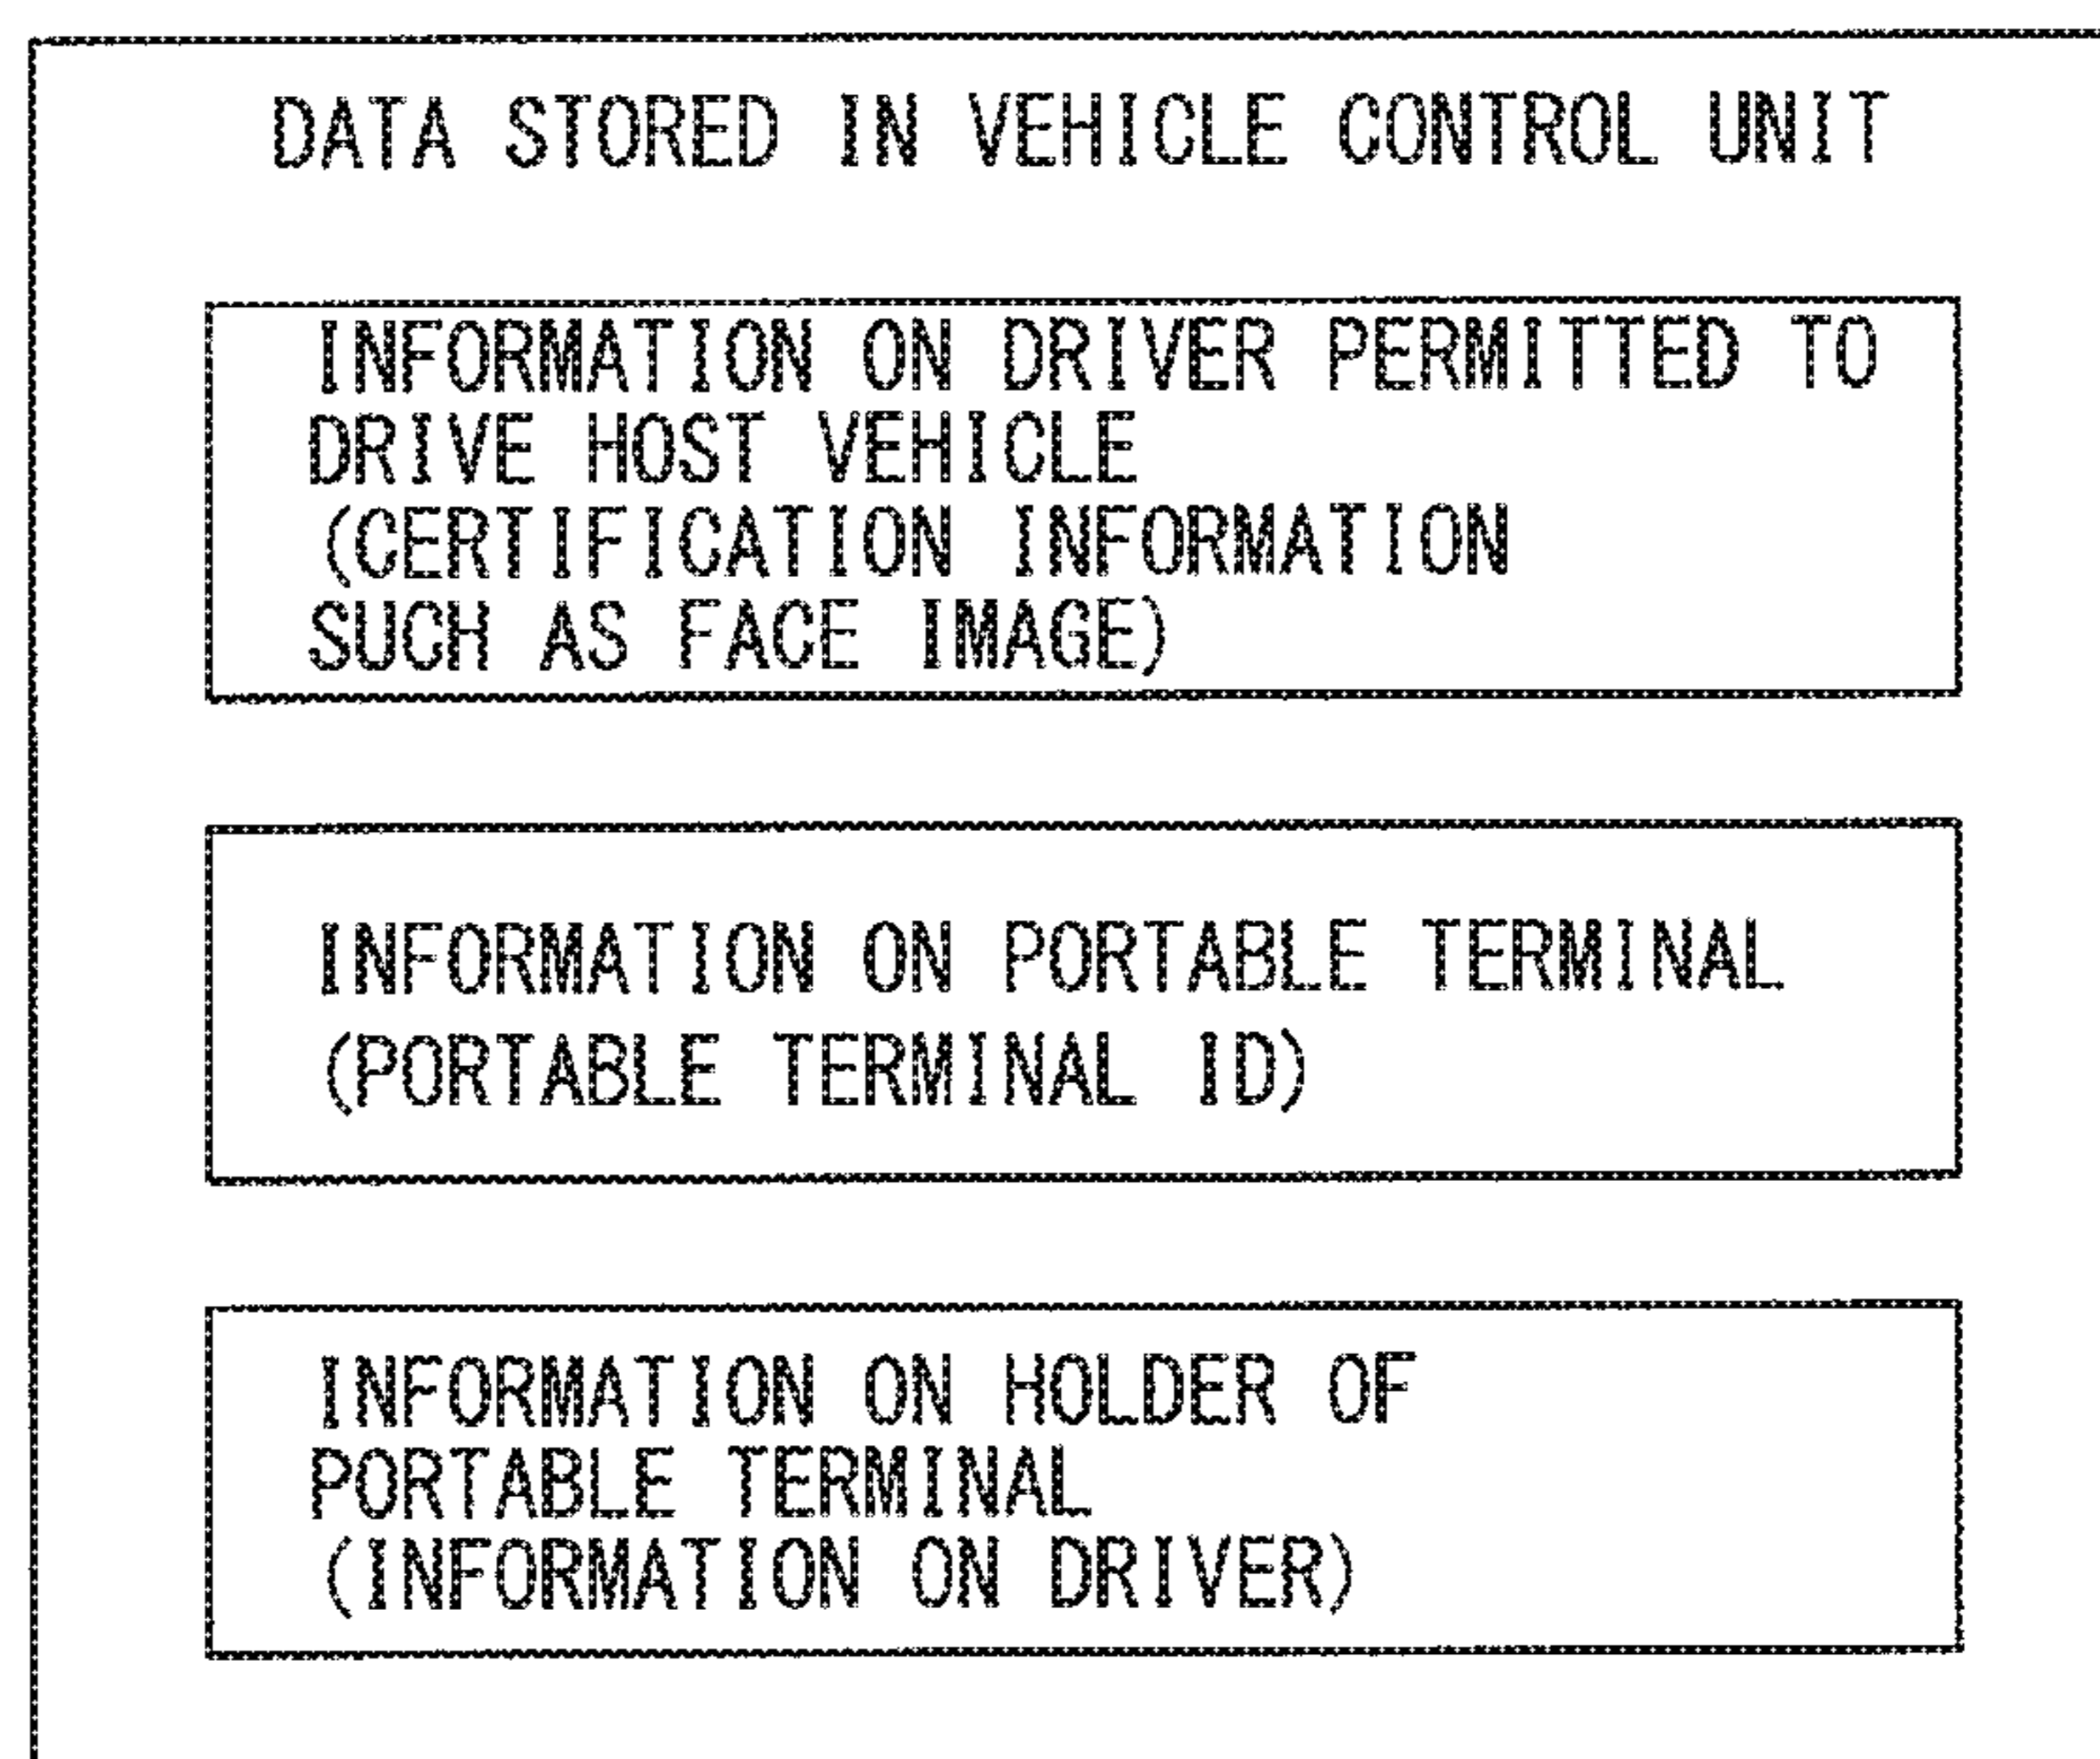 DATA STORED IN VEHICLE CONTROL UNIT
INFORMATION ON DRIVER PERMITTED TO
DRIVE HOST VEHICLE
(CERTIFICATION INFORMATION
SUCH AS FACE IMAGE)
INFORMATION ON PORTABLE TERMINAL
(PORTABLE TERMINAL ID)
INFORMATION ON HOLDER OF
PORTABLE TERMINAL
(INFORMATION ON DRIVER)